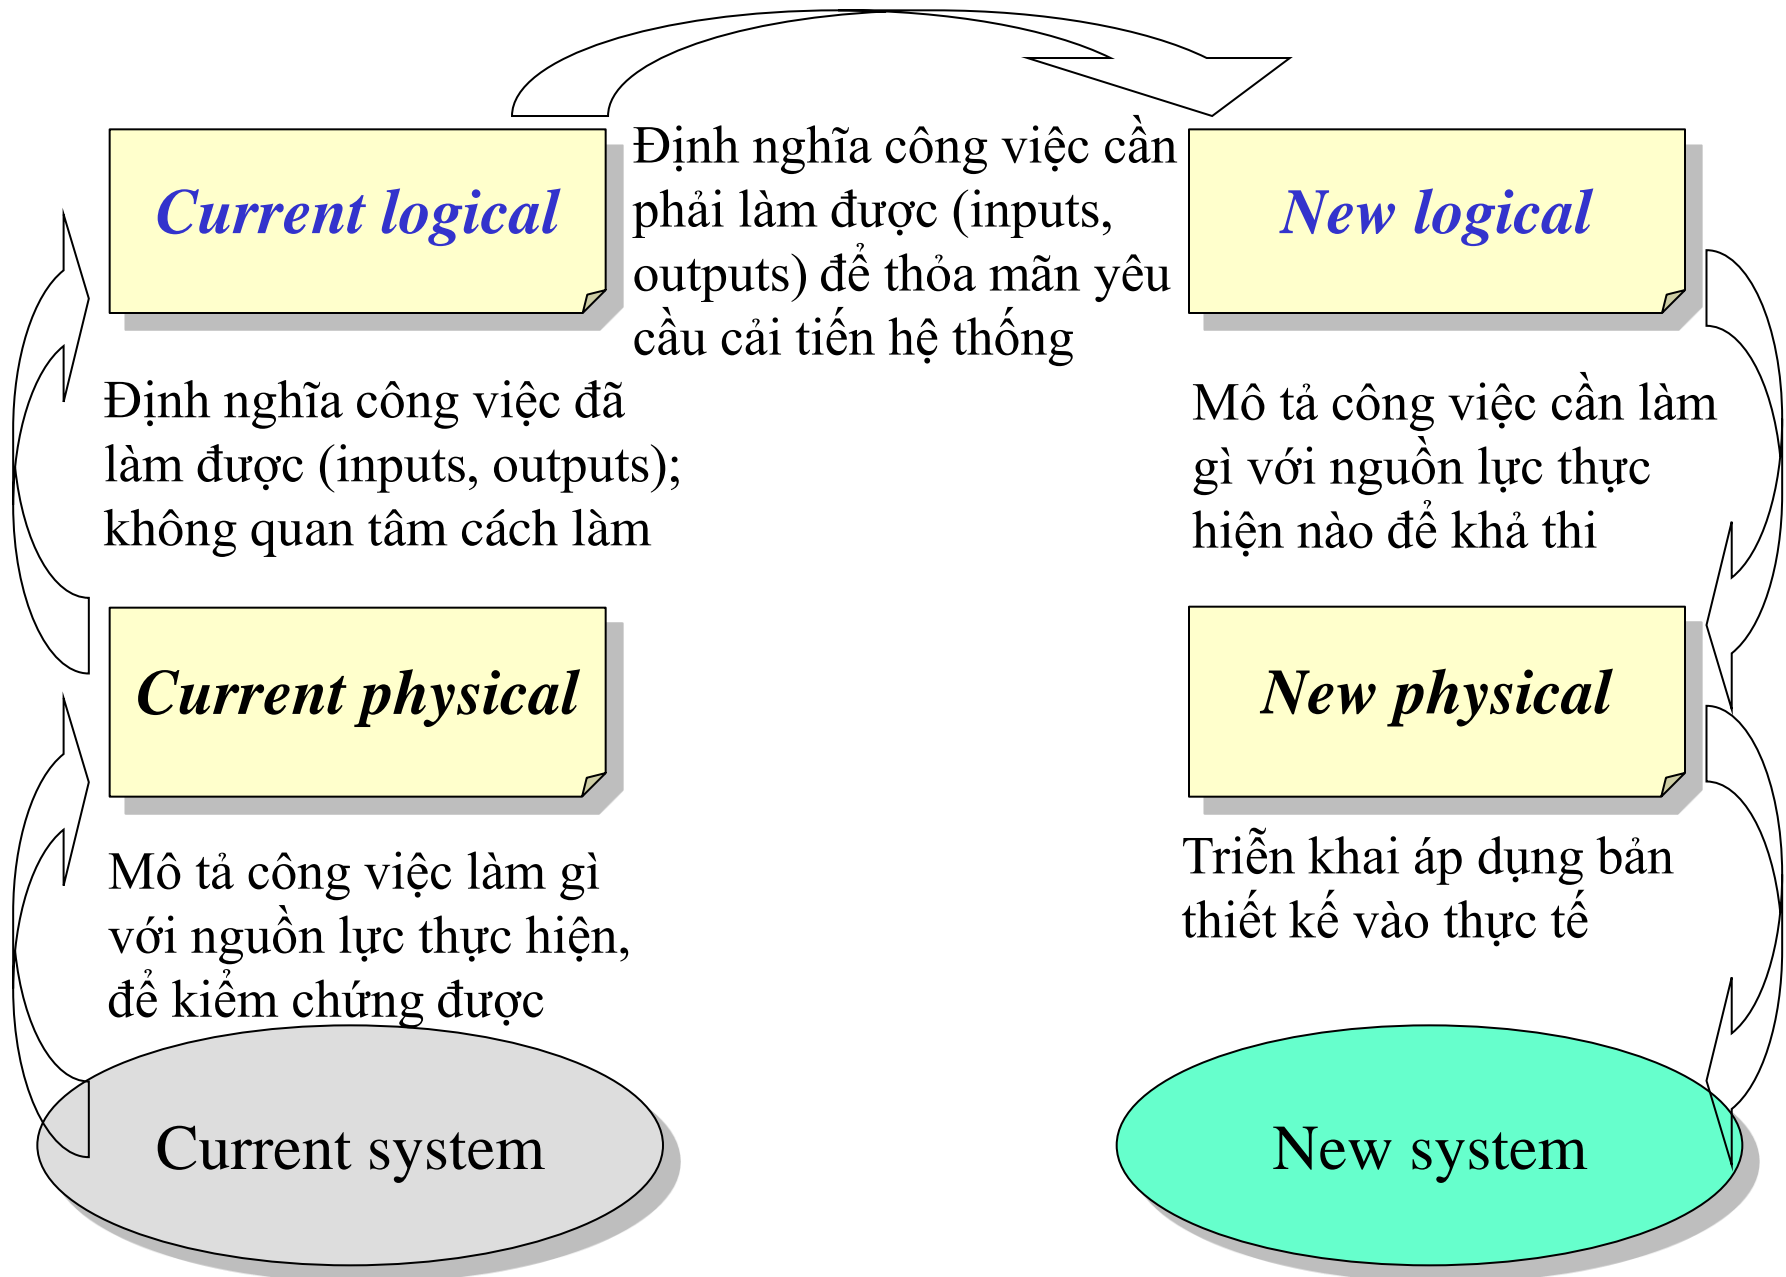 Current logical
Định nghĩa công việc cần
phải làm được (inputs,
outputs) để thỏa mãn yêu
cầu cải tiến hệ thống
New logical
Định nghĩa công việc đã
làm được (inputs, outputs);
không quan tâm cách làm
Mô tả công việc cần làm
gì với nguồn lực thực
hiện nào để khả thi
Current physical
New physical
Mô tả công việc làm gì
với nguồn lực thực hiện,
để kiểm chứng được
Triễn khai áp dụng bản
thiết kế vào thực tế
Current system
New system